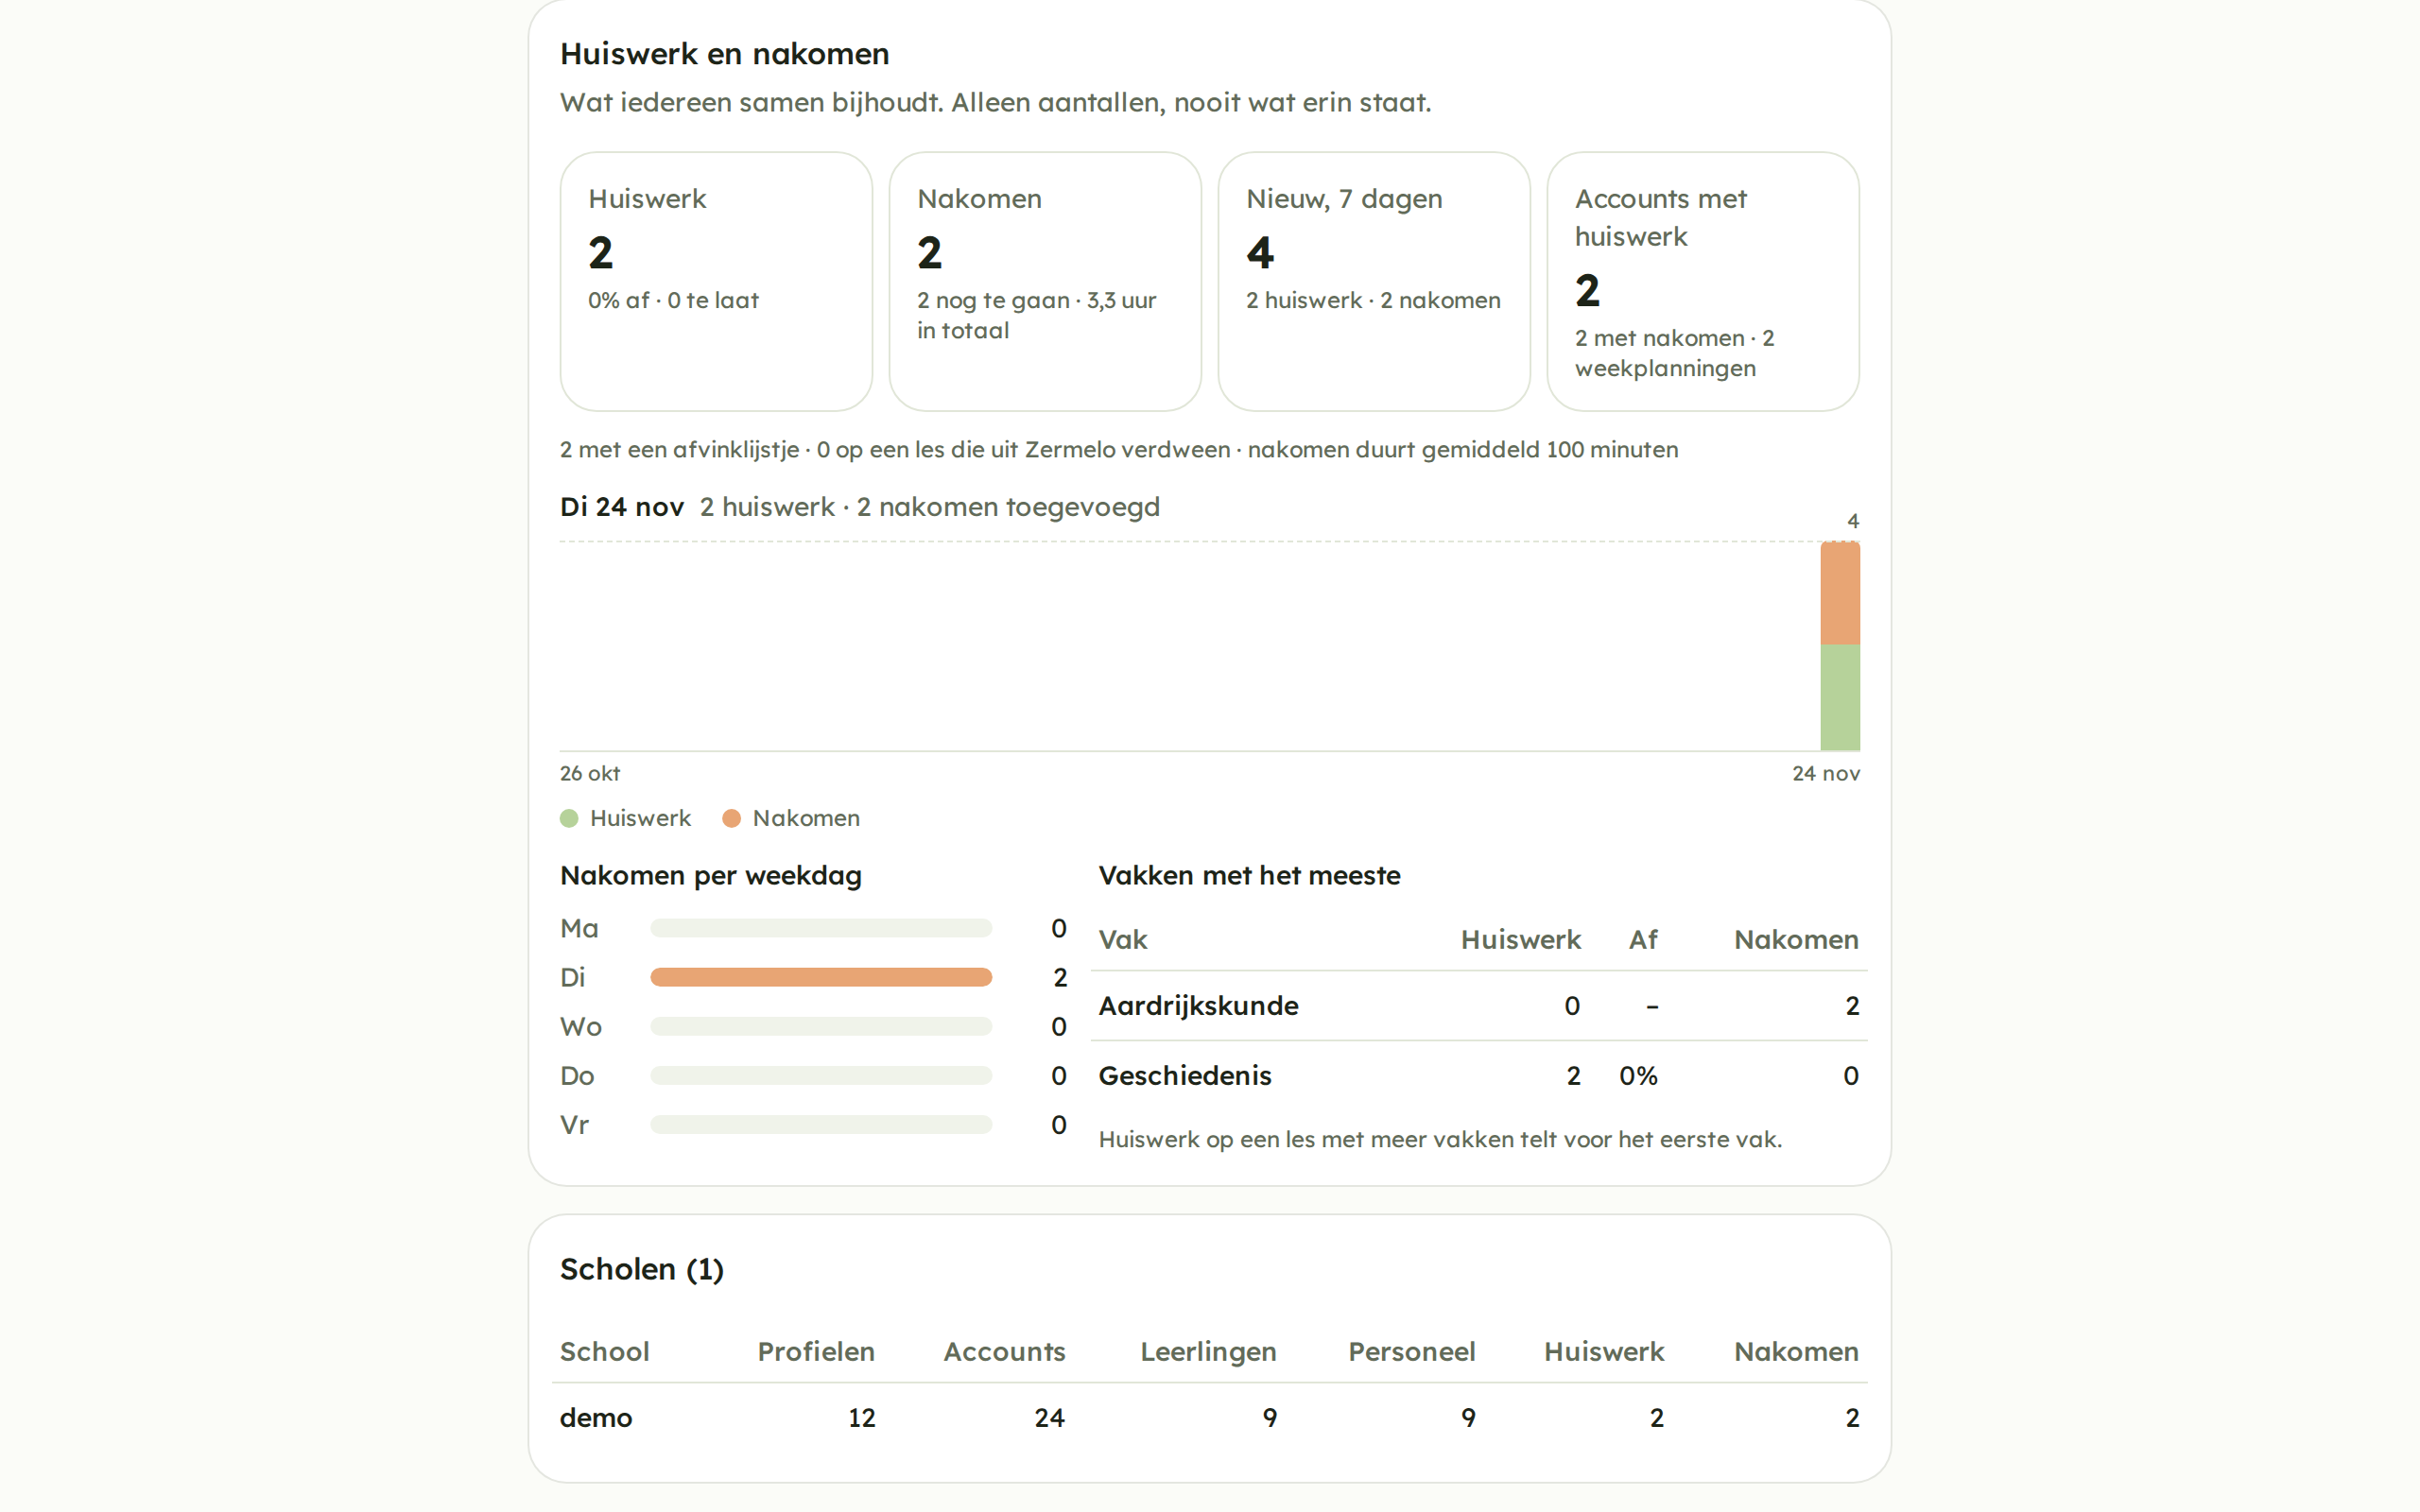 Huiswerk en nakomen
Wat iedereen samen bijhoudt. Alleen aantallen, nooit wat erin staat.
Huiswerk
2
0% af · 0 te laat
Nakomen
2
2 nog te gaan · 3,3 uur
in totaal
Nieuw, 7 dagen
4
2 huiswerk · 2 nakomen
Accounts met
huiswerk
2
2 met nakomen · 2
weekplanningen
2 met een afvinklijstje · 0 op een les die uit Zermelo verdween · nakomen duurt gemiddeld 100 minuten
Di 24 nov 2 huiswerk · 2 nakomen toegevoegd
4
26 okt 24 nov
Huiswerk Nakomen
Nakomen per weekdag
Ma 0
Di 2
Wo 0
Do 0
Vr 0
Vakken met het meeste
Vak Huiswerk Af Nakomen
Aardrijkskunde 0 – 2
Geschiedenis 2 0% 0
Huiswerk op een les met meer vakken telt voor het eerste vak.
Scholen (1)
School Profielen Accounts Leerlingen Personeel Huiswerk Nakomen
demo 12 24 9 9 2 2